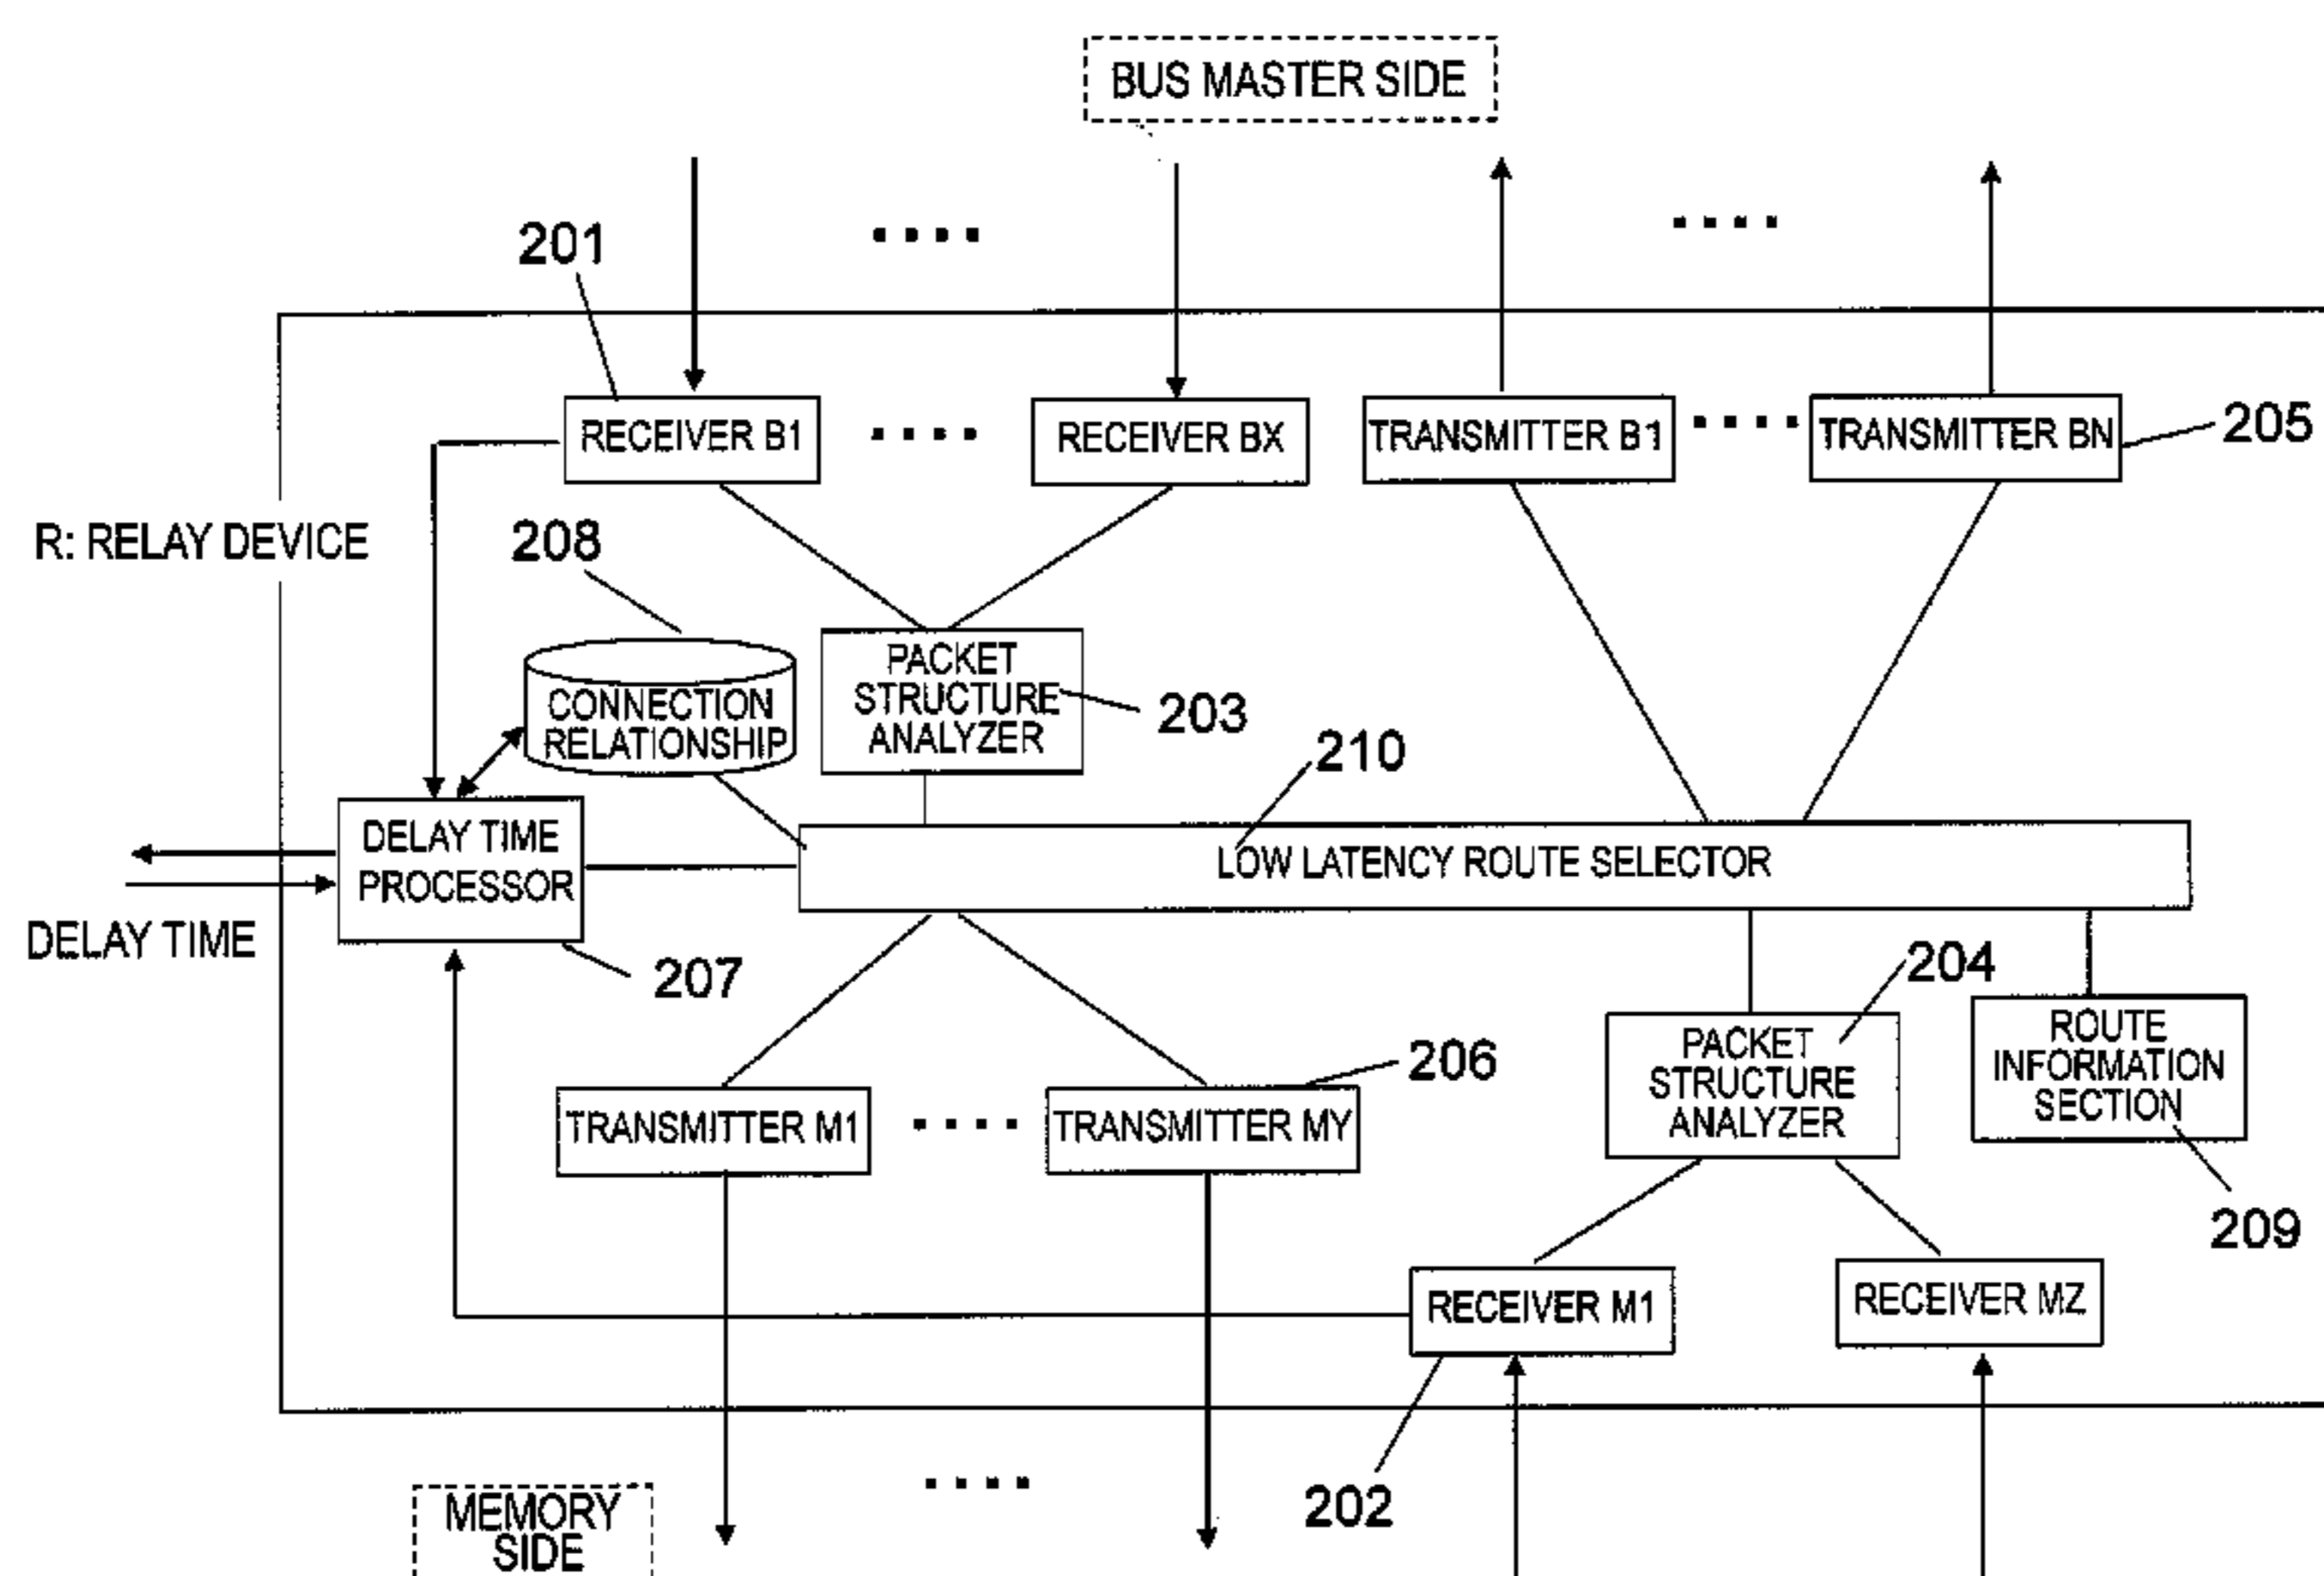 BUS MASTER SIDE
201
RECEIVER B1
RECEIVER BX
TRANSMITTER B1
TRANSMITTER BN
205
R: RELAY DEVICE
208
CONNECTION
RELATIONSHIP
PACKET
STRUCTURE
ANALYZER
203
210
DELAY TIME
PROCESSOR
LOW LATENCY ROUTE SELECTOR
DELAY TIME
207
204
PACKET
STRUCTURE
ANALYZER
ROUTE
INFORMATION
SECTION
206
TRANSMITTER M1
TRANSMITTER MY
209
RECEIVER M1
RECEIVER MZ
202
MEMORY
SIDE